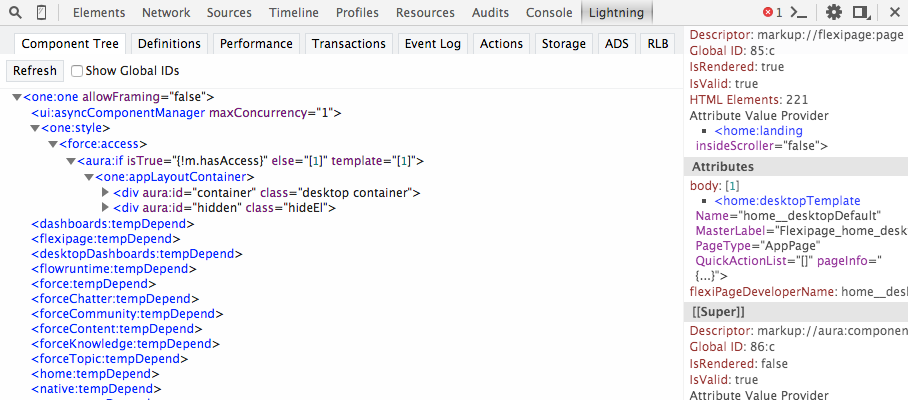 Elements Network Sources Timeline Profiles Resources Audits Console Lightning 1
Component Tree Definitions Performance Transactions Event Log Actions Storage ADS RLB
Refresh Show Global IDs
<one:one allowFraming="false">
<ui:asyncComponentManager maxConcurrency="1">
<one:style>
<force:access>
<aura:if isTrue="{!m.hasAccess}" else="[1]" template="[1]">
<one:appLayoutContainer>
<div aura:id="container" class="desktop container">
<div aura:id="hidden" class="hideEl">
<dashboards:tempDepend>
<flexipage:tempDepend>
<desktopDashboards:tempDepend>
<flowruntime:tempDepend>
<force:tempDepend>
<forceChatter:tempDepend>
<forceCommunity:tempDepend>
<forceContent:tempDepend>
<forceKnowledge:tempDepend>
<forceTopic:tempDepend>
<home:tempDepend>
<native:tempDepend>
Descriptor: markup://flexipage:page
Global ID: 85:c
IsRendered: true
IsValid: true
HTML Elements: 221
Attribute Value Provider
<home:landing
insideScroller="false">
Attributes
body: [1]
<home:desktopTemplate
Name="home__desktopDefault"
MasterLabel="Flexipage_home_desk
PageType="AppPage"
QuickActionList="[]" pageInfo="
{...}">
flexiPageDeveloperName: home__desk
[[Super]]
Descriptor: markup://aura:componen
Global ID: 86:c
IsRendered: false
IsValid: true
Attribute Value Provider